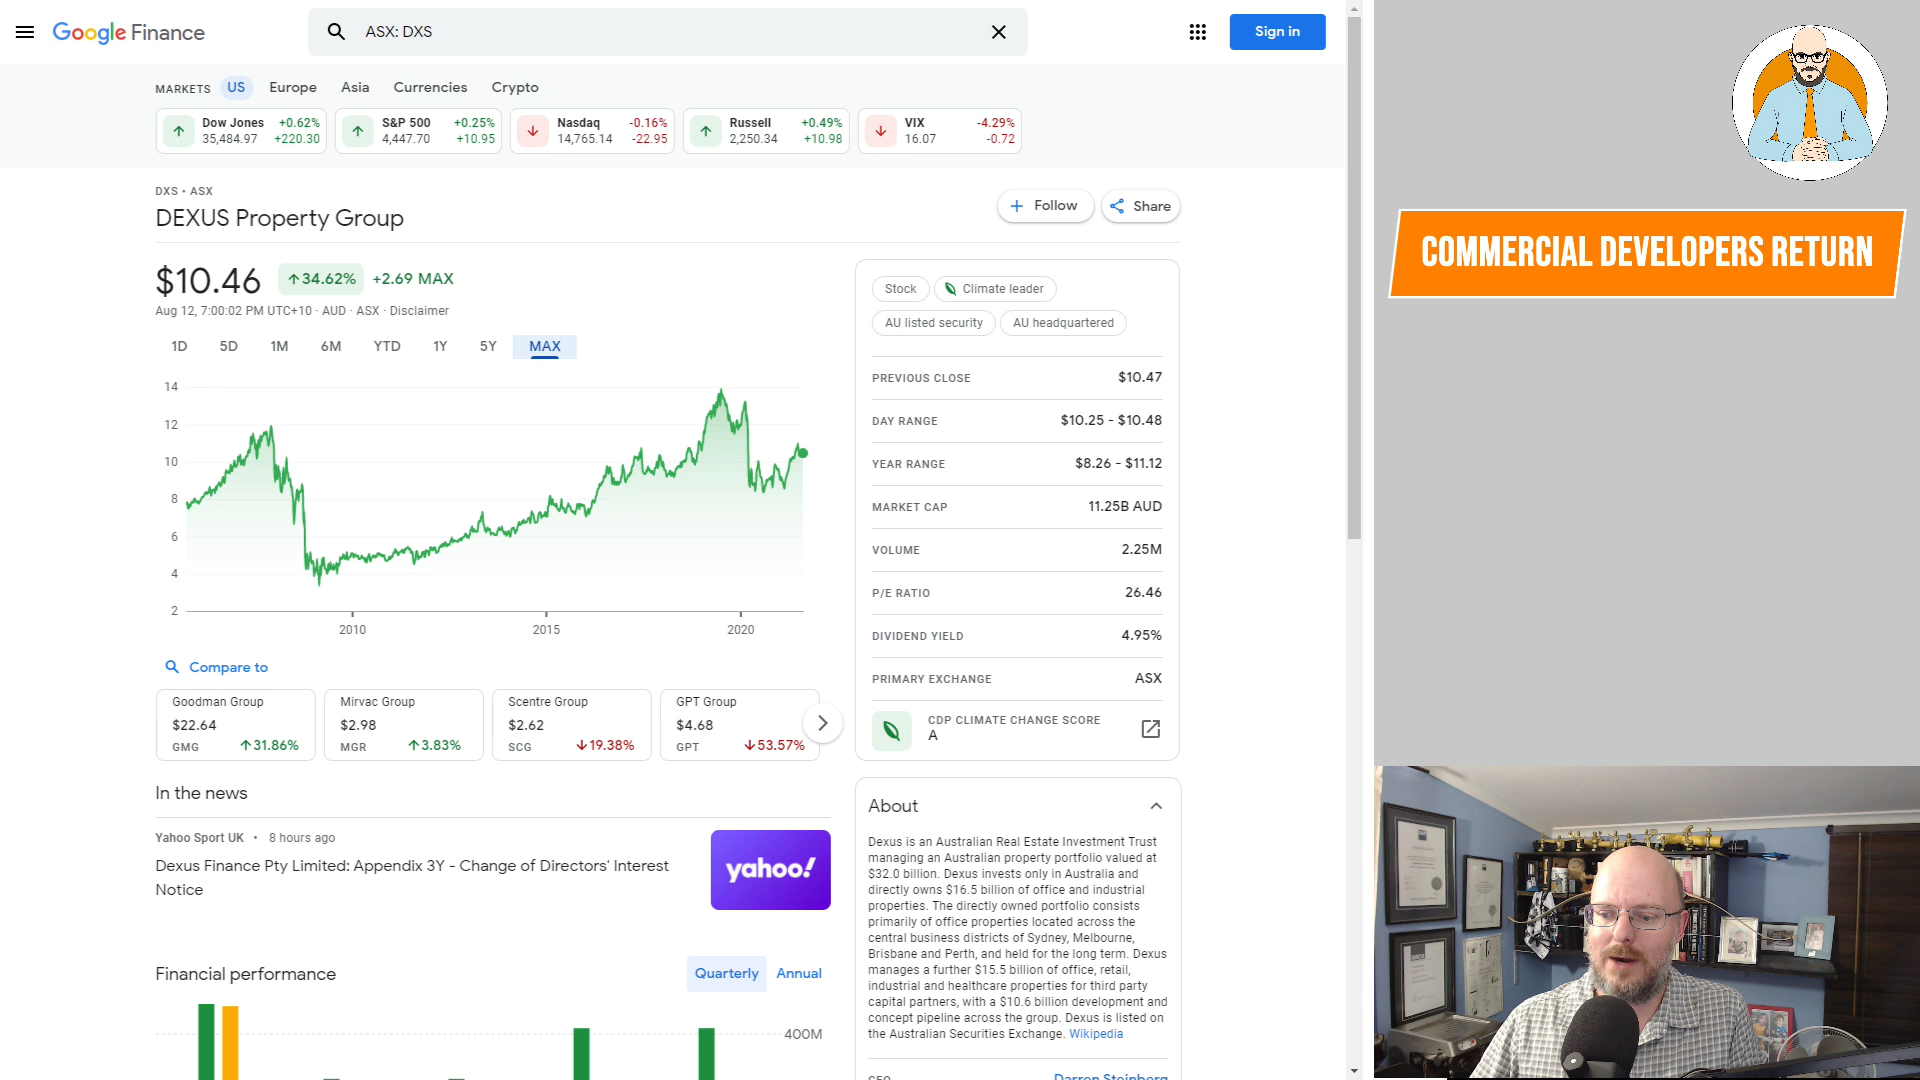 Google Finance
ASX: DXS
Sign in
MARKETS US Europe Asia Currencies Crypto
Dow Jones +0.62%
35,484.97 +220.30
S&P 500 +0.25%
4,447.70 +10.95
Nasdaq -0.16%
14,765.14 -22.95
Russell +0.49%
2,250.34 +10.98
VIX -4.29%
16.07 -0.72
DXS • ASX
DEXUS Property Group
Follow
Share
$10.46 34.62% +2.69 MAX
Aug 12, 7:00:02 PM UTC+10 · AUD · ASX · Disclaimer
1D 5D 1M 6M YTD 1Y 5Y MAX
14
12
10
8
6
4
2
2010 2015 2020
Compare to
Goodman Group
$22.64
GMG 31.86%
Mirvac Group
$2.98
MGR 3.83%
Scentre Group
$2.62
SCG 19.38%
GPT Group
$4.68
GPT 53.57%
In the news
Yahoo Sport UK • 8 hours ago
Dexus Finance Pty Limited: Appendix 3Y - Change of Directors' Interest
Notice
yahoo!
Financial performance
Quarterly Annual
400M
Stock Climate leader
AU listed security AU headquartered
PREVIOUS CLOSE $10.47
DAY RANGE $10.25 - $10.48
YEAR RANGE $8.26 - $11.12
MARKET CAP 11.25B AUD
VOLUME 2.25M
P/E RATIO 26.46
DIVIDEND YIELD 4.95%
PRIMARY EXCHANGE ASX
CDP CLIMATE CHANGE SCORE
A
About
Dexus is an Australian Real Estate Investment Trust
managing an Australian property portfolio valued at
$32.0 billion. Dexus invests only in Australia and
directly owns $16.5 billion of office and industrial
properties. The directly owned portfolio consists
primarily of office properties located across the
central business districts of Sydney, Melbourne,
Brisbane and Perth, and held for the long term. Dexus
manages a further $15.5 billion of office, retail,
industrial and healthcare properties for third party
capital partners, with a $10.6 billion development and
concept pipeline across the group. Dexus is listed on
the Australian Securities Exchange. Wikipedia
CEO Darren Steinberg
COMMERCIAL DEVELOPERS RETURN